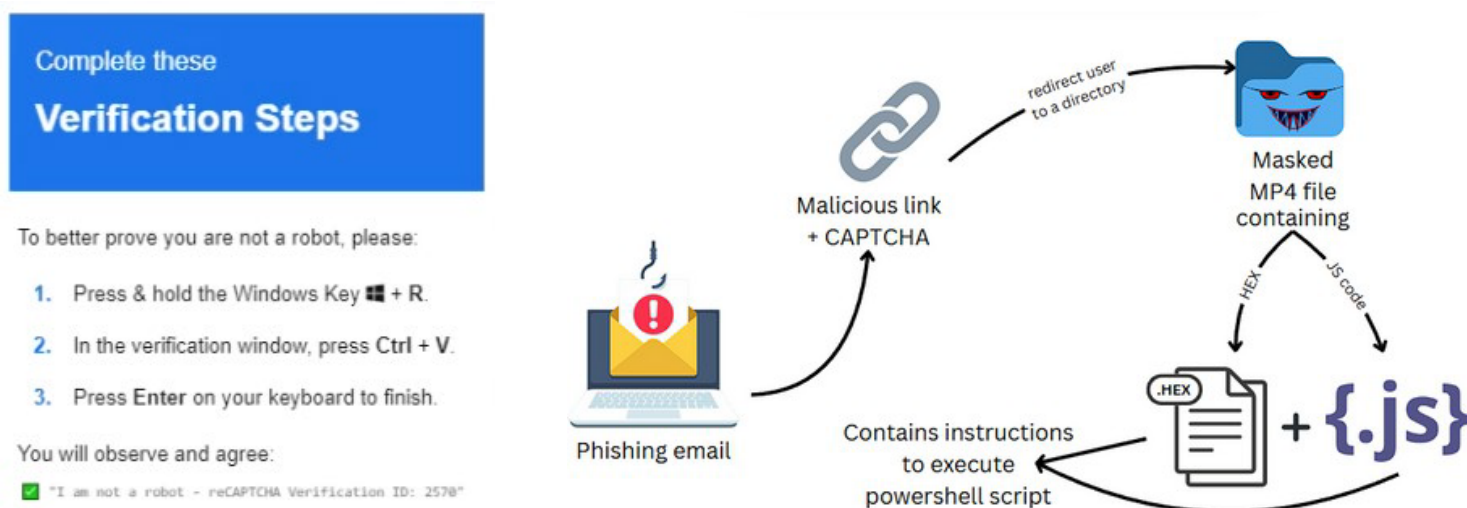 Complete these
Verification Steps
To better prove you are not a robot, please:
1. Press & hold the Windows Key + R.
2. In the verification window, press Ctrl + V.
3. Press Enter on your keyboard to finish.
You will observe and agree:
"I am not a robot - reCAPTCHA Verification ID: 2570"
Phishing email
Malicious link
+ CAPTCHA
redirect user
to a directory
Masked
MP4 file
containing
HEX
JS code
.HEX
+
{.js}
Contains instructions
to execute
powershell script